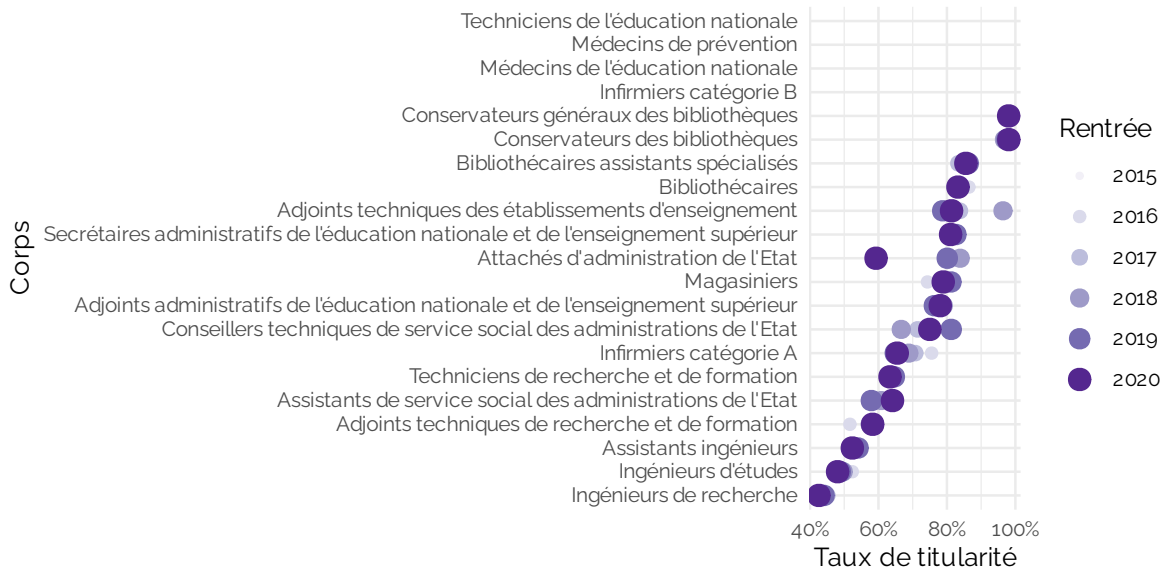 Techniciens de l'éducation nationale
Médecins de prévention
Médecins de l'éducation nationale
Infirmiers catégorie B
Conservateurs généraux des bibliothèques
Conservateurs des bibliothèques
Bibliothécaires assistants spécialisés
Bibliothécaires
Adjoints techniques des établissements d'enseignement
Secrétaires administratifs de l'éducation nationale et de l'enseignement supérieur
Attachés d'administration de l'Etat
Magasiniers
Adjoints administratifs de l'éducation nationale et de l'enseignement supérieur
Conseillers techniques de service social des administrations de l'Etat
Infirmiers catégorie A
Techniciens de recherche et de formation
Assistants de service social des administrations de l'Etat
Adjoints techniques de recherche et de formation
Assistants ingénieurs
Ingénieurs d'études
Ingénieurs de recherche
Corps
40% 60% 80% 100%
Taux de titularité
Rentrée
2015
2016
2017
2018
2019
2020